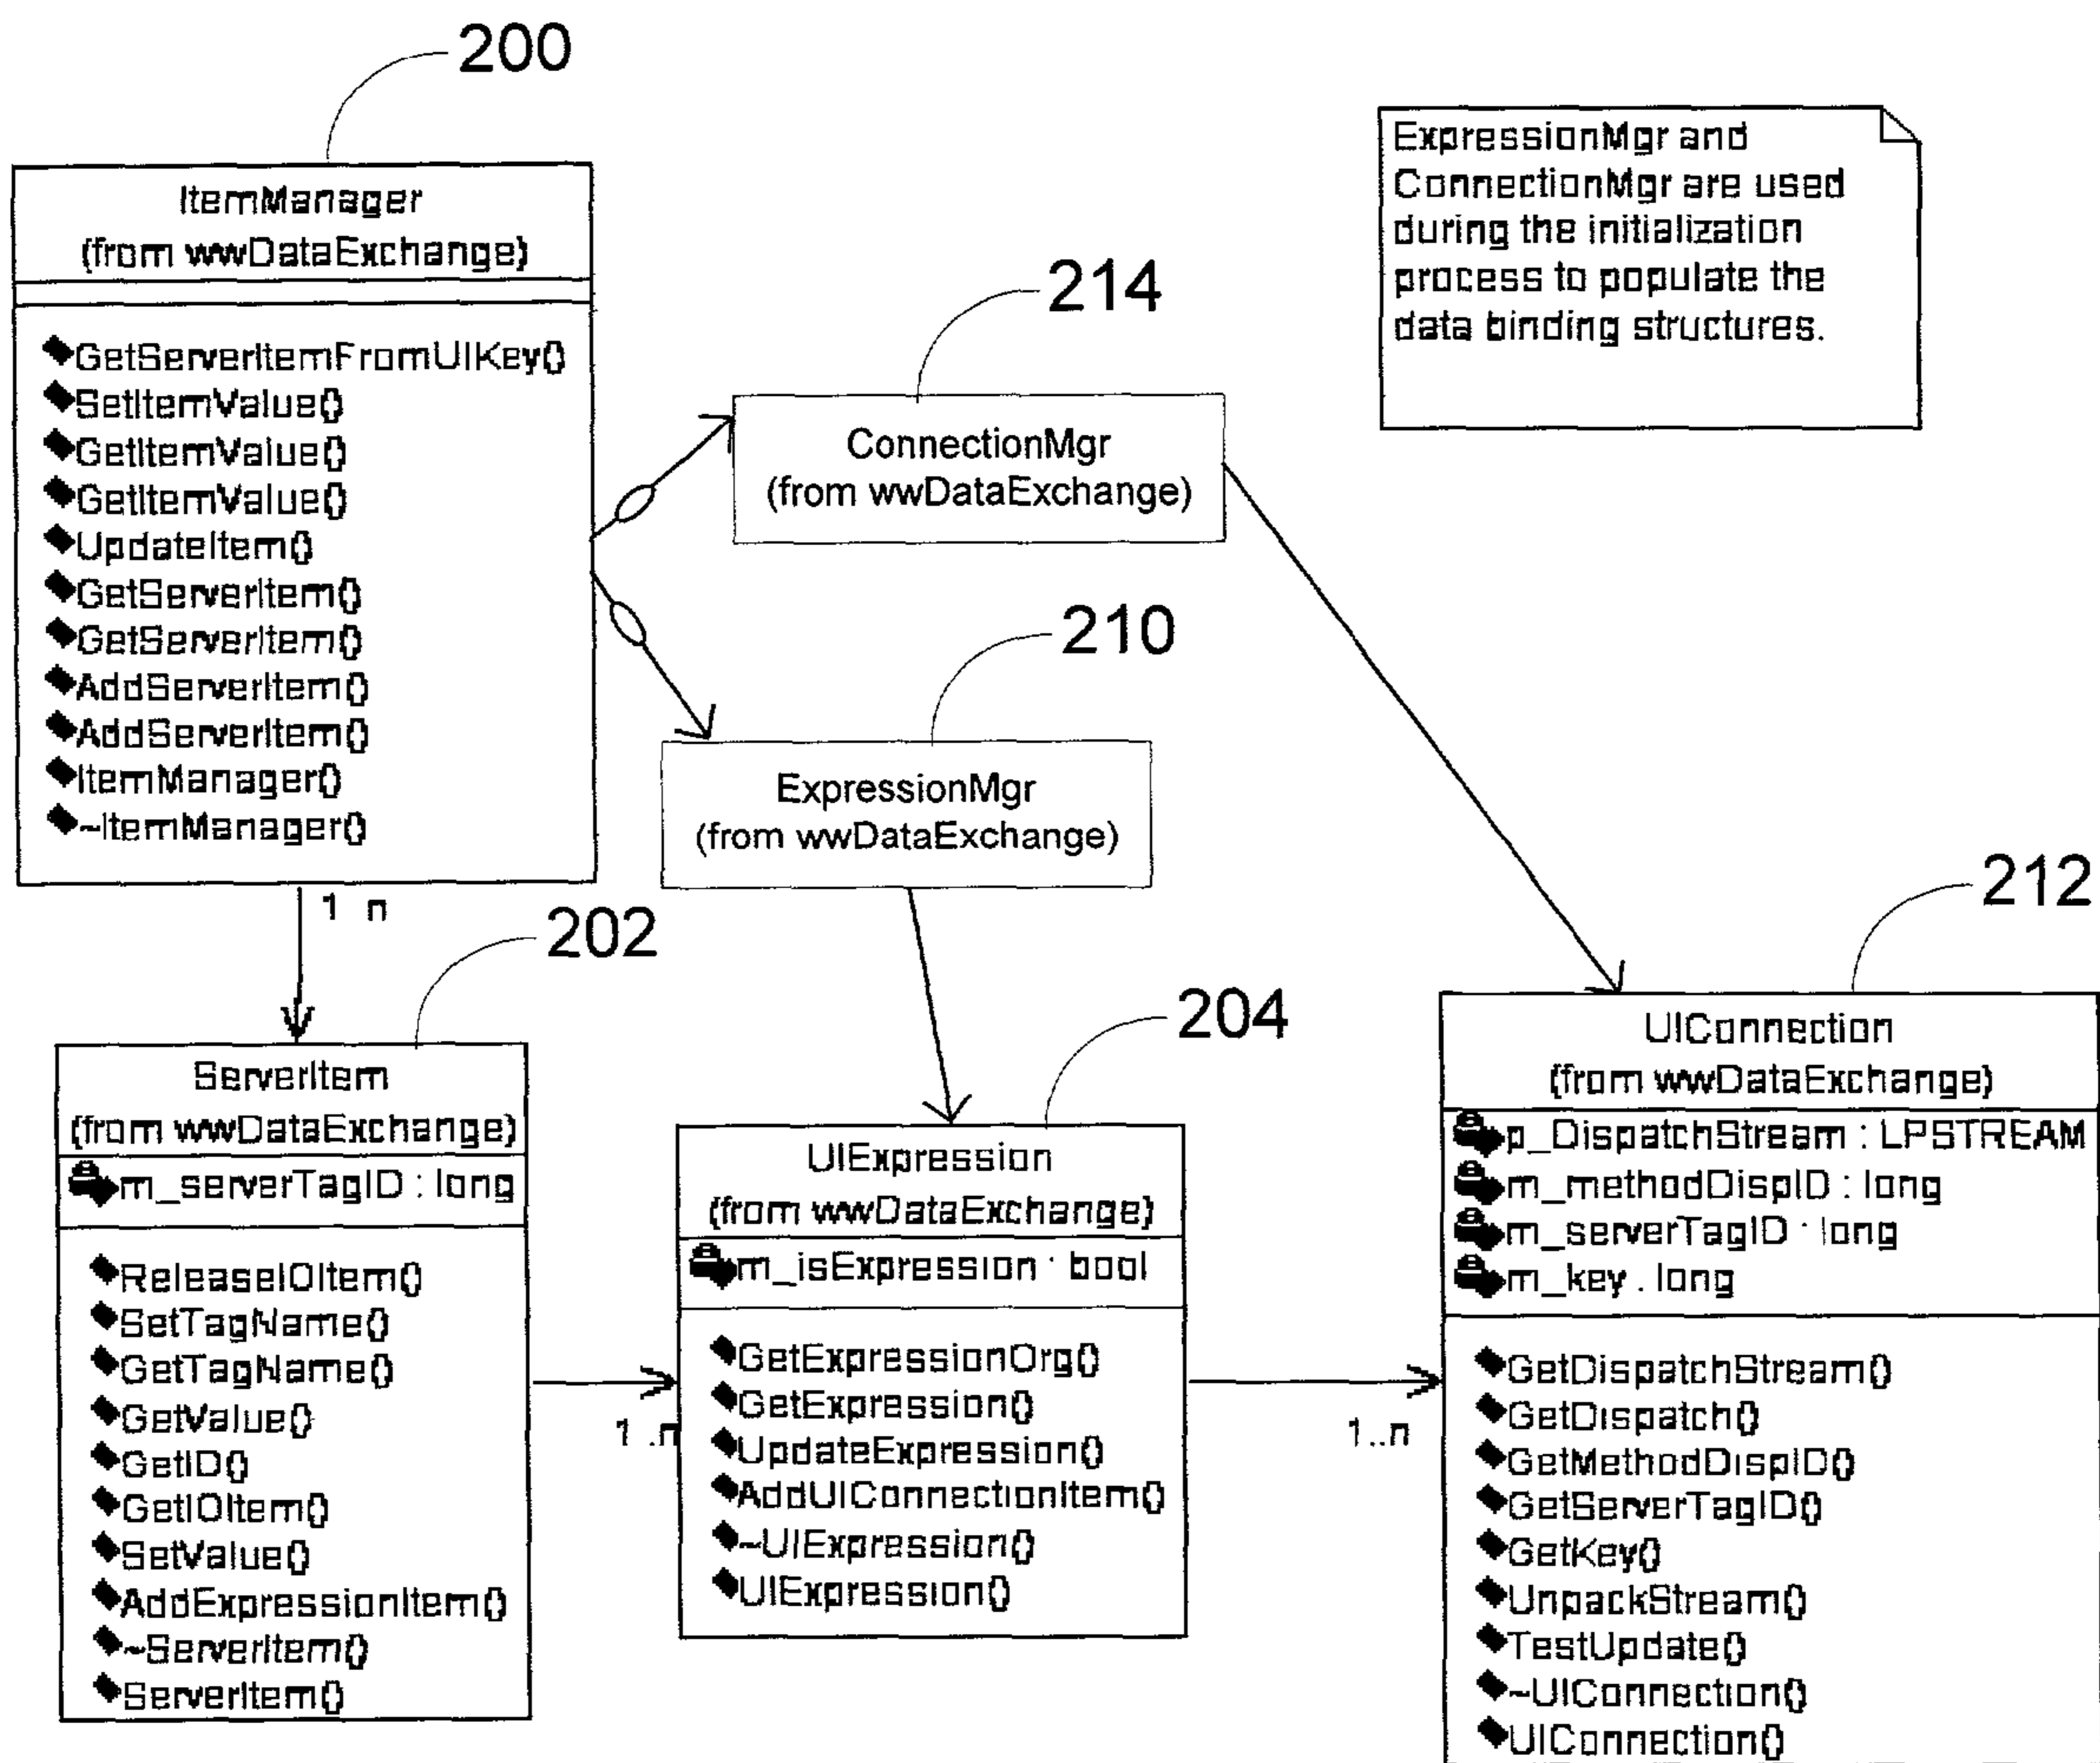 200
ItemManager
(from wwDataExchange)
GetServerItemFromUIKey()
SetItemValue()
GetItemValue()
GetItemValue()
UpdateItem()
GetServerItem()
GetServerItem()
AddServerItem()
AddServerItem()
ItemManager()
~ItemManager()
1 n
ExpressionMgr and
ConnectionMgr are used
during the initialization
process to populate the
data binding structures.
214
ConnectionMgr
(from wwDataExchange)
210
ExpressionMgr
(from wwDataExchange)
202
ServerItem
(from wwDataExchange)
m_serverTagID : long
ReleaseIOItem()
SetTagName()
GetTagName()
GetValue()
GetID()
GetIOItem()
SetValue()
AddExpressionItem()
~ServerItem()
ServerItem()
1 .n
204
UIExpression
(from wwDataExchange)
m_isExpression : bool
GetExpressionOrg()
GetExpression()
UpdateExpression()
AddUIConnectionItem()
~UIExpression()
UIExpression()
1..n
212
UIConnection
(from wwDataExchange)
p_DispatchStream : LPSTREAM
m_methodDispID : long
m_serverTagID : long
m_key . long
GetDispatchStream()
GetDispatch()
GetMethodDispID()
GetServerTagID()
GetKey()
UnpackStream()
TestUpdate()
~UIConnection()
UIConnection()